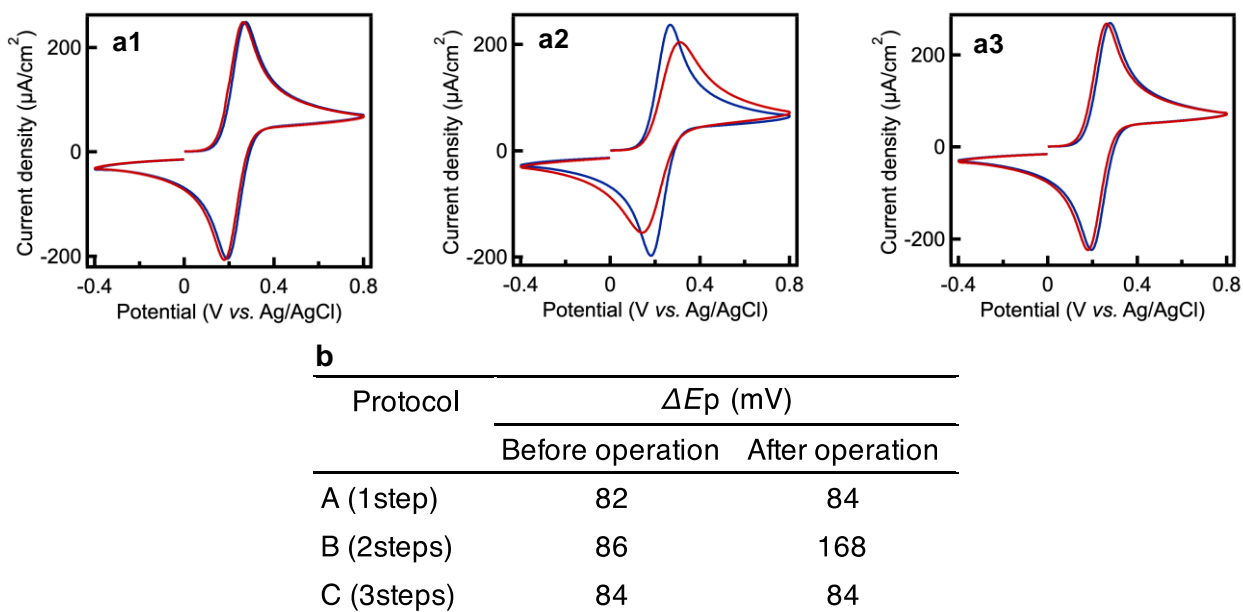 a1
Current density (µA/cm²)
200
0
-200
-0.4 0 0.4 0.8
Potential (V vs. Ag/AgCl)
a2
Current density (µA/cm²)
200
0
-200
-0.4 0 0.4 0.8
Potential (V vs. Ag/AgCl)
a3
Current density (µA/cm²)
200
0
-200
-0.4 0 0.4 0.8
Potential (V vs. Ag/AgCl)
b
Protocol ΔEp (mV)
Before operation After operation
A (1step) 82 84
B (2steps) 86 168
C (3steps) 84 84